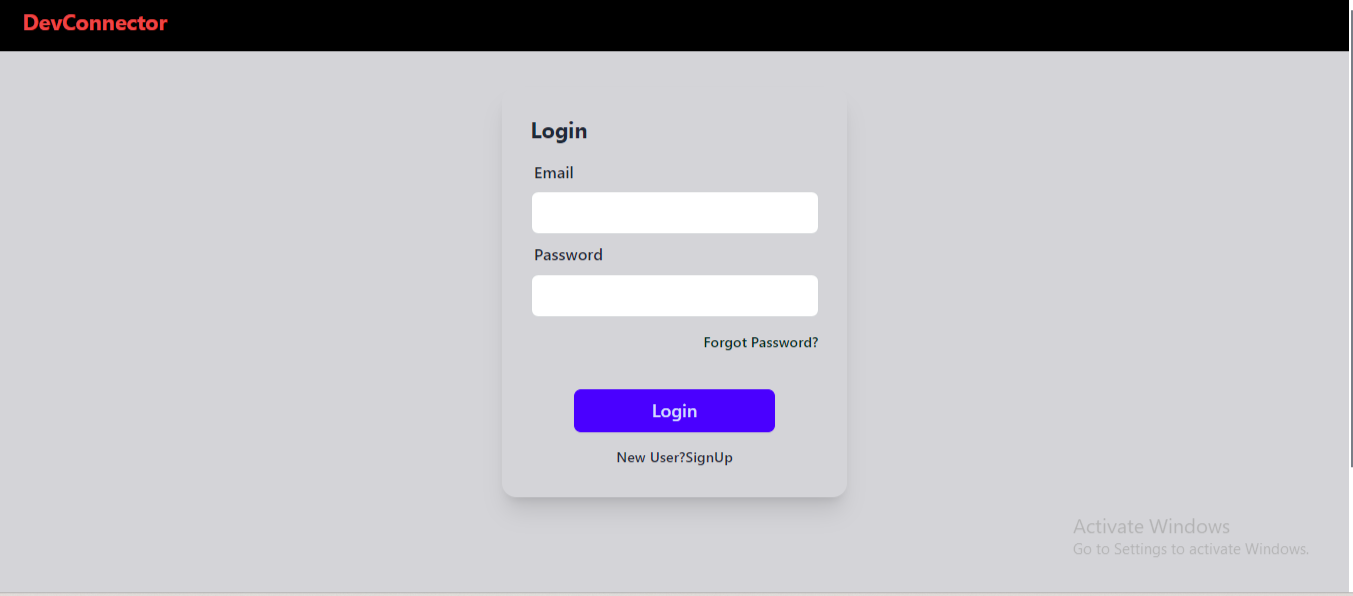 DevConnector
Login
Email
Password
Forgot Password?
Login
New User?SignUp
Activate Windows
Go to Settings to activate Windows.